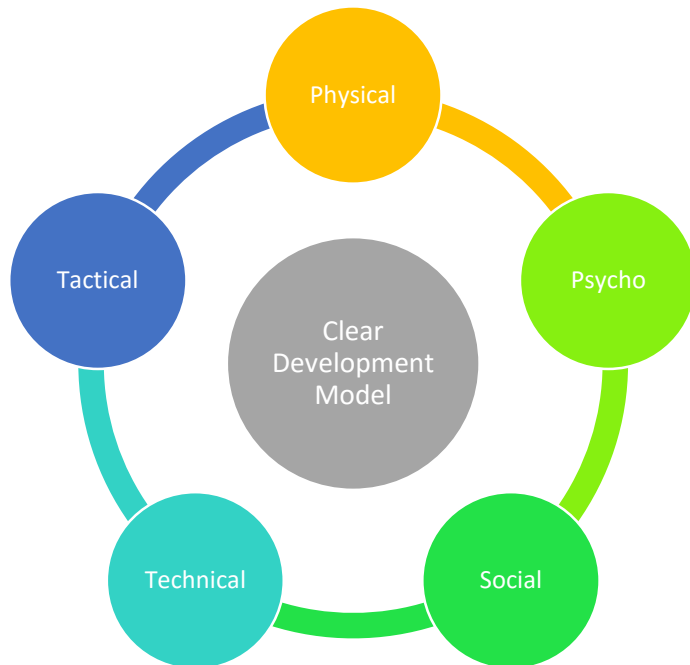 Physical
Tactical
Psycho
Clear
Development
Model
Technical
Social